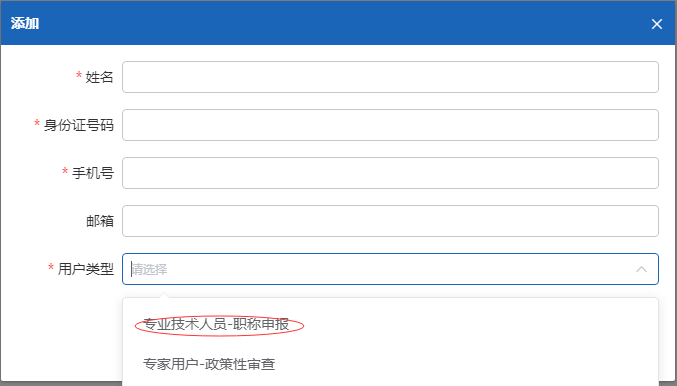 添加
* 姓名
* 身份证号码
* 手机号
邮箱
* 用户类型
请选择
专业技术人员-职称申报
专家用户-政策性审查